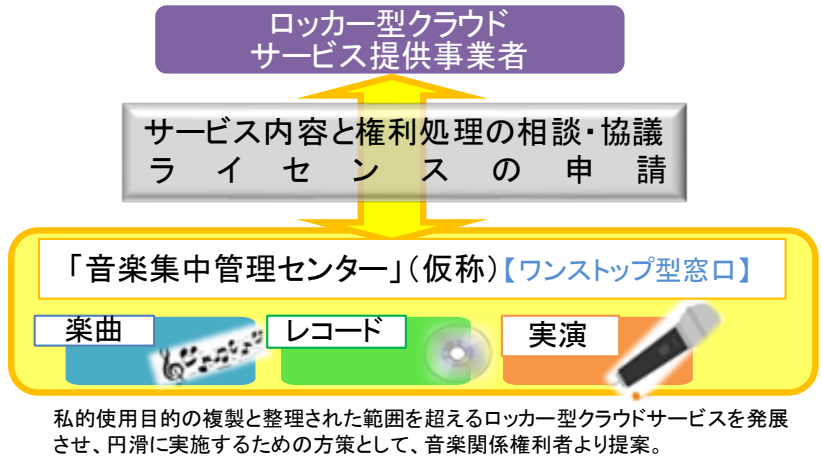 ロッカー型クラウド
サービス提供事業者
サービス内容と権利処理の相談・協議
ライセンスの申請
「音楽集中管理センター」（仮称）【ワンストップ型窓口】
楽曲
レコード
実演
私的使用目的の複製と整理された範囲を超えるロッカー型クラウドサービスを発展
させ、円滑に実施するための方策として、音楽関係権利者より提案。